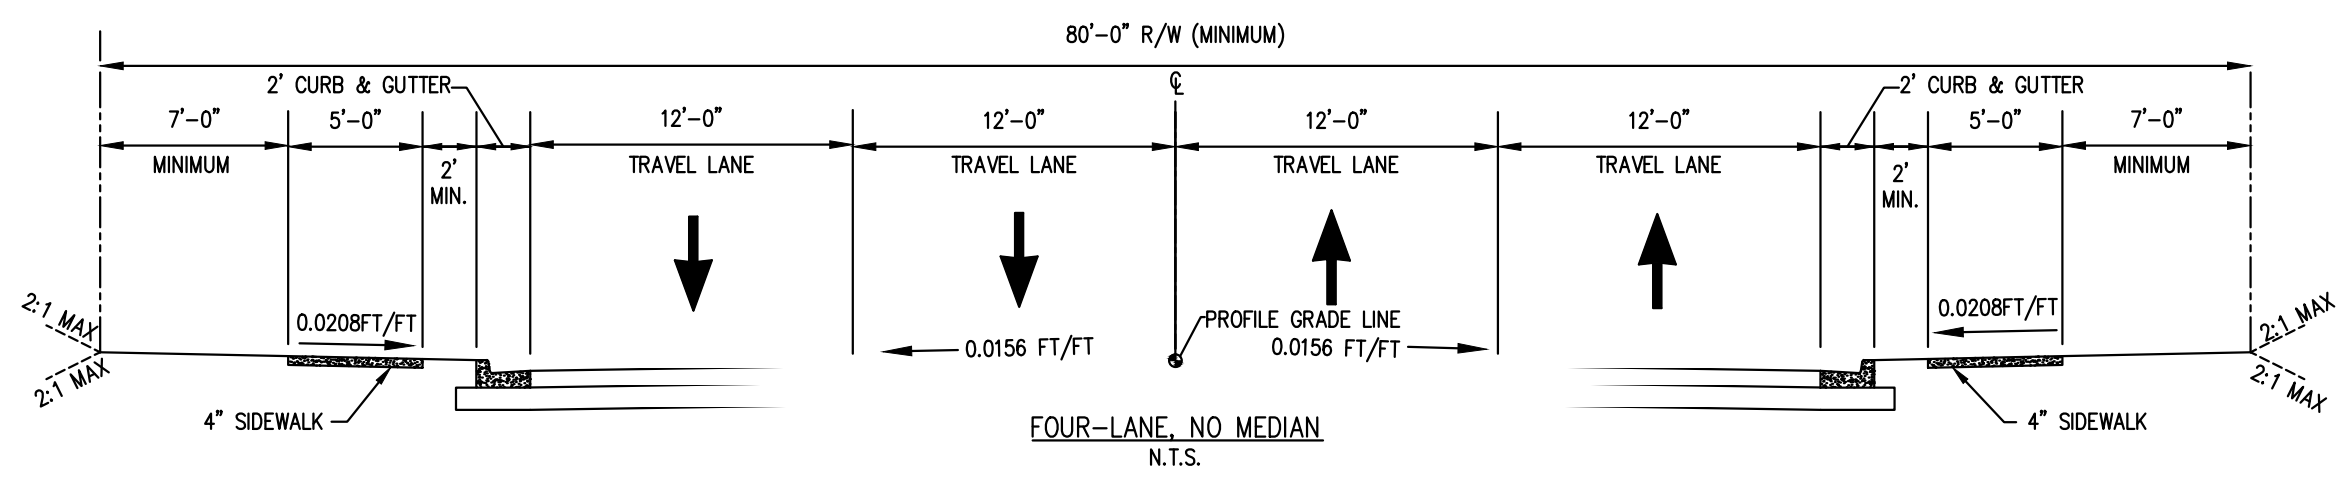 80'-0" R/W (MINIMUM)
℄
2' CURB & GUTTER
2' CURB & GUTTER
7'-0"
5'-0"
12'-0"
12'-0"
12'-0"
12'-0"
5'-0"
7'-0"
MINIMUM
2'
MIN.
TRAVEL LANE
TRAVEL LANE
TRAVEL LANE
TRAVEL LANE
2'
MIN.
MINIMUM
2:1 MAX
0.0208FT/FT
PROFILE GRADE LINE
0.0208FT/FT
2:1 MAX
0.0156 FT/FT
0.0156 FT/FT
2:1 MAX
2:1 MAX
4" SIDEWALK
4" SIDEWALK
FOUR-LANE, NO MEDIAN
N.T.S.